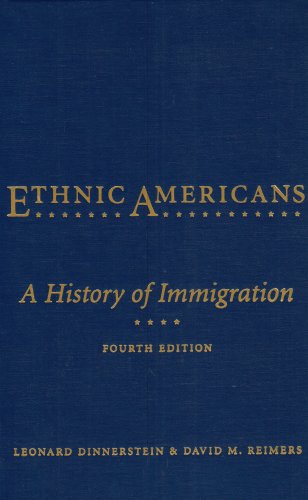 ETHNIC AMERICANS
A History of Immigration
FOURTH EDITION
LEONARD DINNERSTEIN & DAVID M. REIMERS